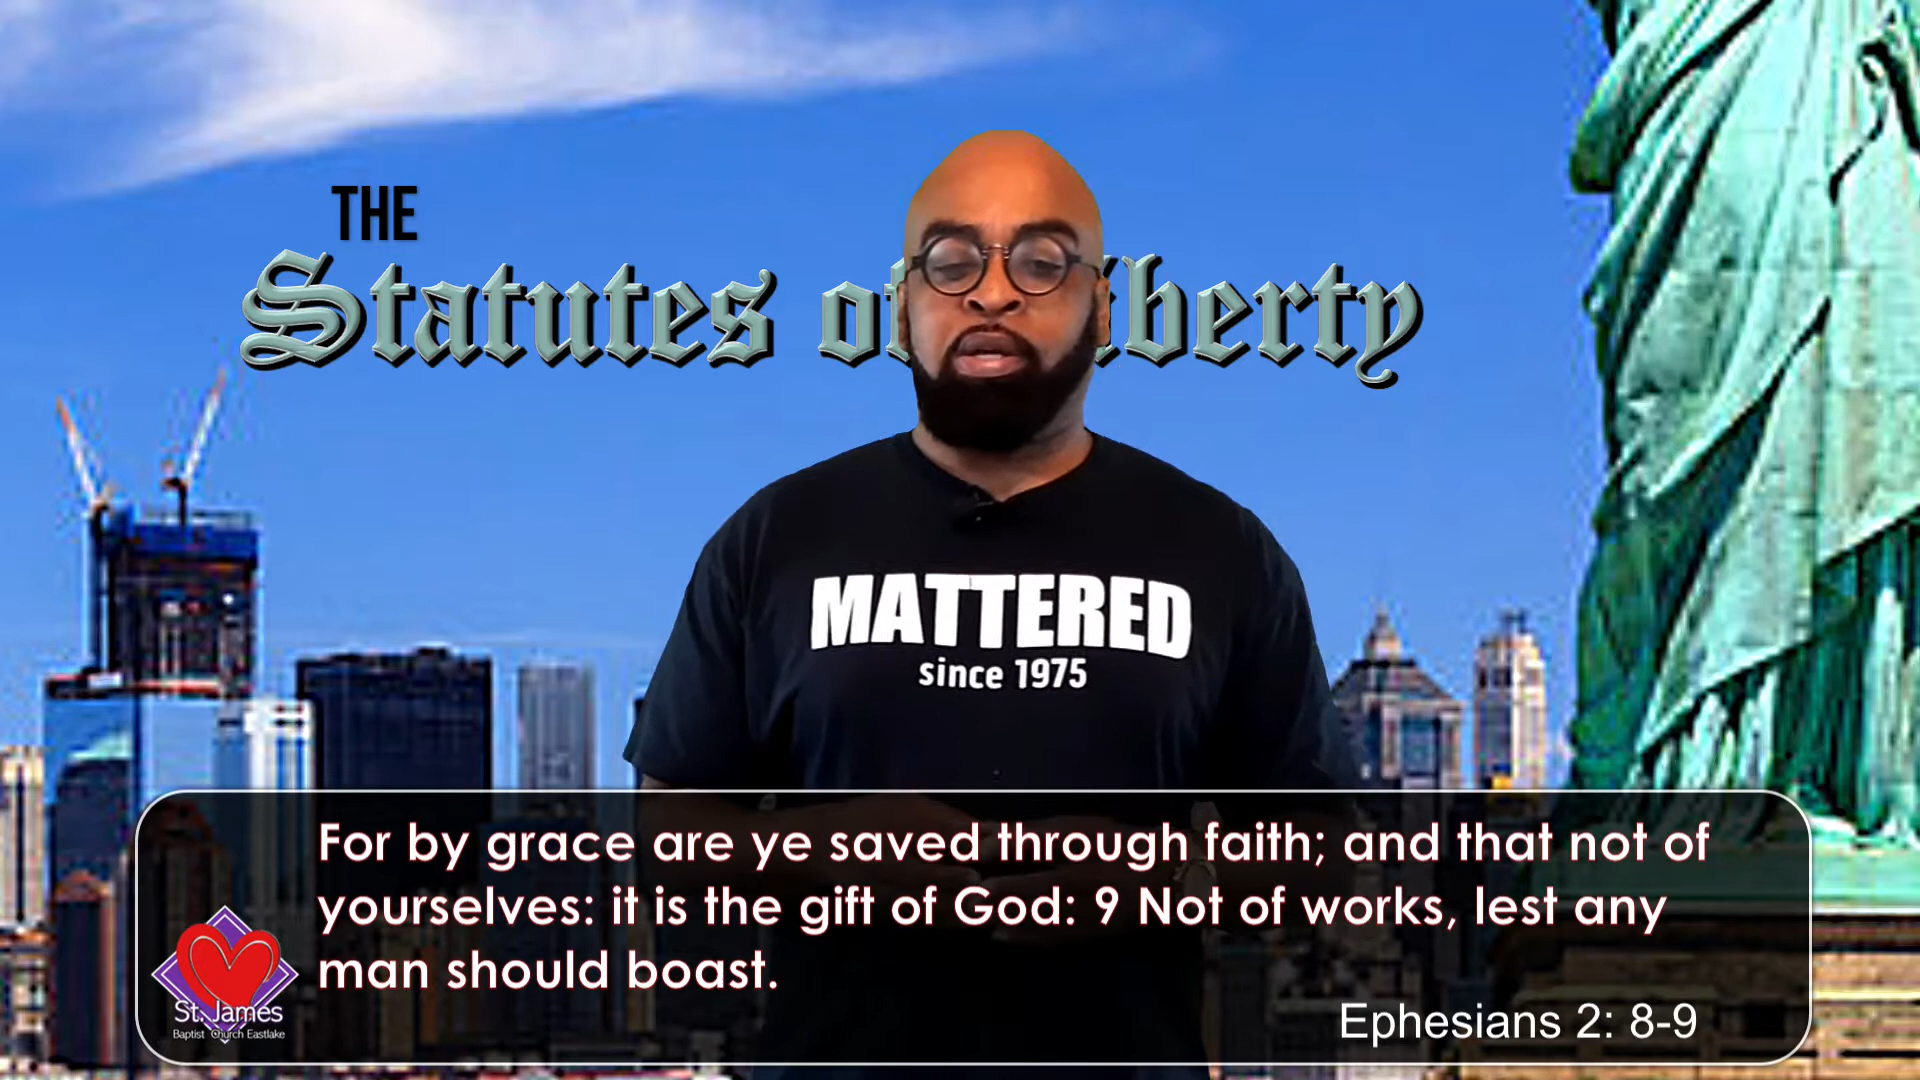 THE
Statutes of iberty
MATTERED
since 1975
For by grace are ye saved through faith; and that not of
yourselves: it is the gift of God: 9 Not of works, lest any
man should boast.
Ephesians 2: 8-9
St. James
Baptist Church Eastlake